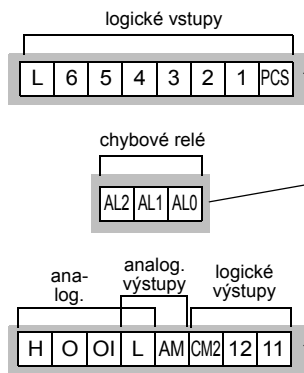 logické vstupy
L 6 5 4 3 2 1 PCS
chybové relé
AL2 AL1 AL0
ana-
log.
analog.
výstupy
logické
výstupy
H O OI L AM CM2 12 11